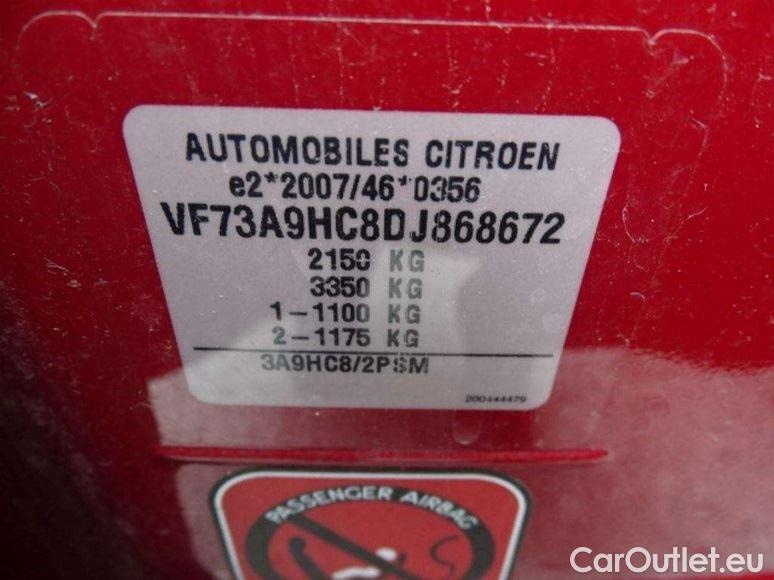 AUTOMOBILES CITROEN
e2*2007/46*0356
VF73A9HC8DJ868672
2150 KG
3350 KG
1-1100 KG
2-1175 KG
3A9HC8/2PSM
200444479
PASSENGER AIRBAG
CarOutlet.eu